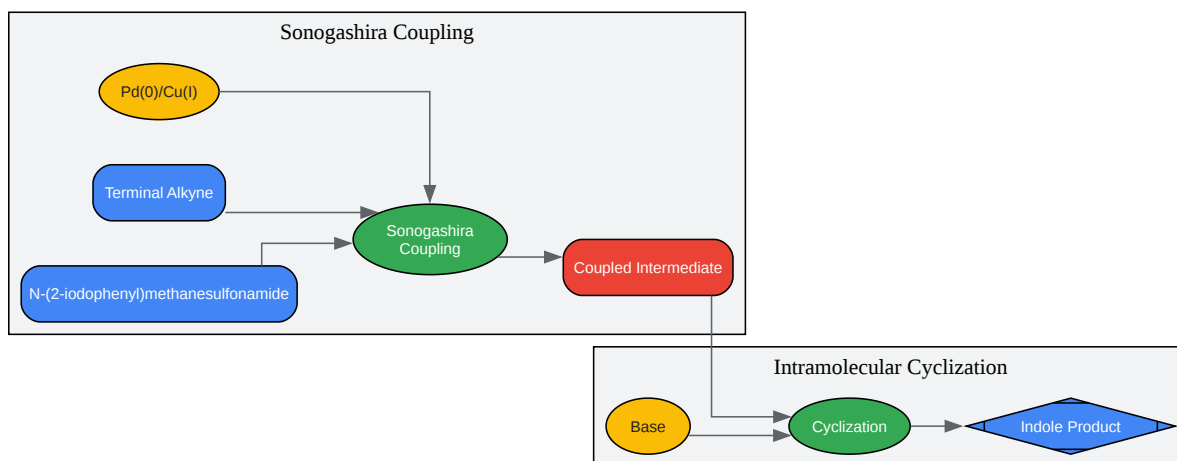 Sonogashira Coupling
Pd(0)/Cu(I)
Terminal Alkyne
Sonogashira
Coupling
N-(2-iodophenyl)methanesulfonamide
Coupled Intermediate
Intramolecular Cyclization
Base
Cyclization
Indole Product